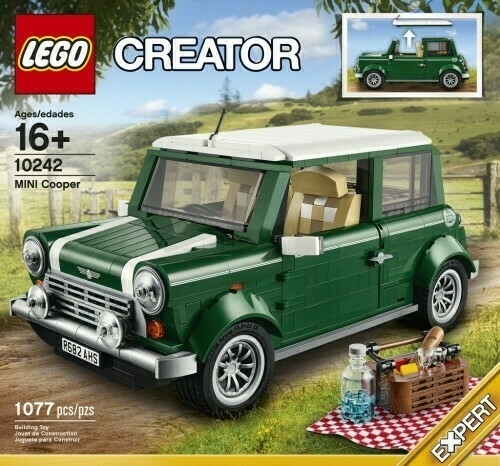 LEGO
CREATOR
Ages/edades
16+
10242
MINI Cooper
R682 AHS
1077 pcs/pzs
Building Toy
Jouet de Construction
Juguete para Construir
EXPERT